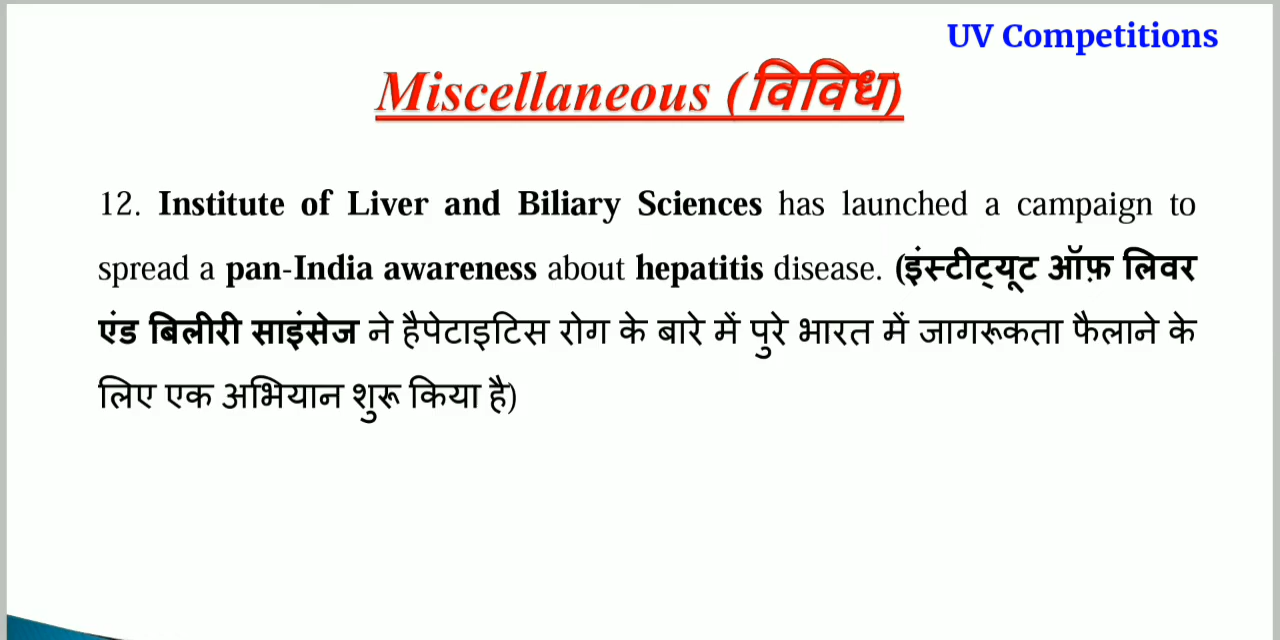 UV Competitions
Miscellaneous (विविध)
12. Institute of Liver and Biliary Sciences has launched a campaign to
spread a pan-India awareness about hepatitis disease. (इंस्टीट्यूट ऑफ़ लिवर
एंड बिलीरी साइंसेज ने हैपेटाइटिस रोग के बारे में पुरे भारत में जागरूकता फैलाने के
लिए एक अभियान शुरू किया है)